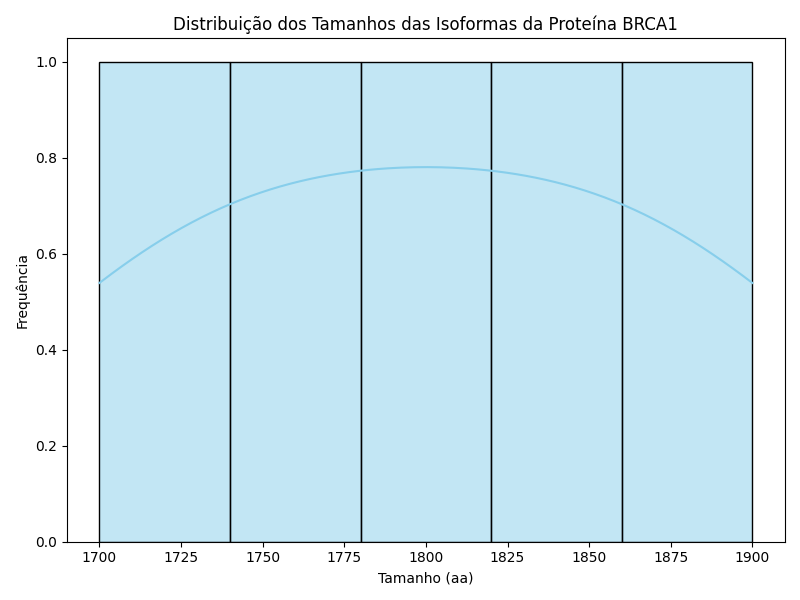 Distribuição dos Tamanhos das Isoformas da Proteína BRCA1
1.0
0.8
0.6
0.4
0.2
0.0
Frequência
1700 1725 1750 1775 1800 1825 1850 1875 1900
Tamanho (aa)